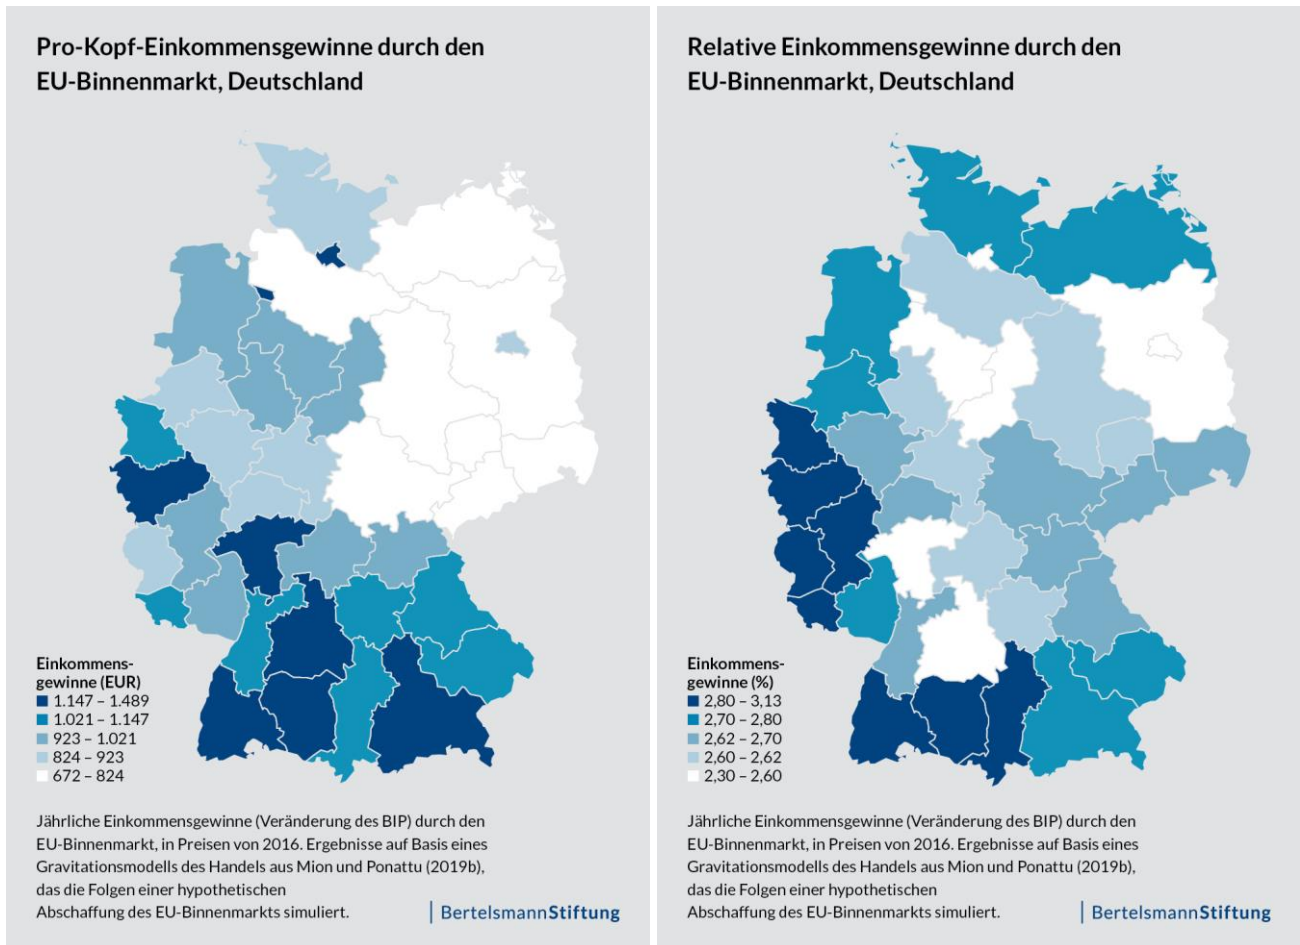 Pro-Kopf-Einkommensgewinne durch den
EU-Binnenmarkt, Deutschland
Einkommens-
gewinne (EUR)
1.147 – 1.489
1.021 – 1.147
923 – 1.021
824 – 923
672 – 824
Jährliche Einkommensgewinne (Veränderung des BIP) durch den
EU-Binnenmarkt, in Preisen von 2016. Ergebnisse auf Basis eines
Gravitationsmodells des Handels aus Mion und Ponattu (2019b),
das die Folgen einer hypothetischen
Abschaffung des EU-Binnenmarkts simuliert.
BertelsmannStiftung
Relative Einkommensgewinne durch den
EU-Binnenmarkt, Deutschland
Einkommens-
gewinne (%)
2,80 – 3,13
2,70 – 2,80
2,62 – 2,70
2,60 – 2,62
2,30 – 2,60
Jährliche Einkommensgewinne (Veränderung des BIP) durch den
EU-Binnenmarkt, in Preisen von 2016. Ergebnisse auf Basis eines
Gravitationsmodells des Handels aus Mion und Ponattu (2019b),
das die Folgen einer hypothetischen
Abschaffung des EU-Binnenmarkts simuliert.
BertelsmannStiftung